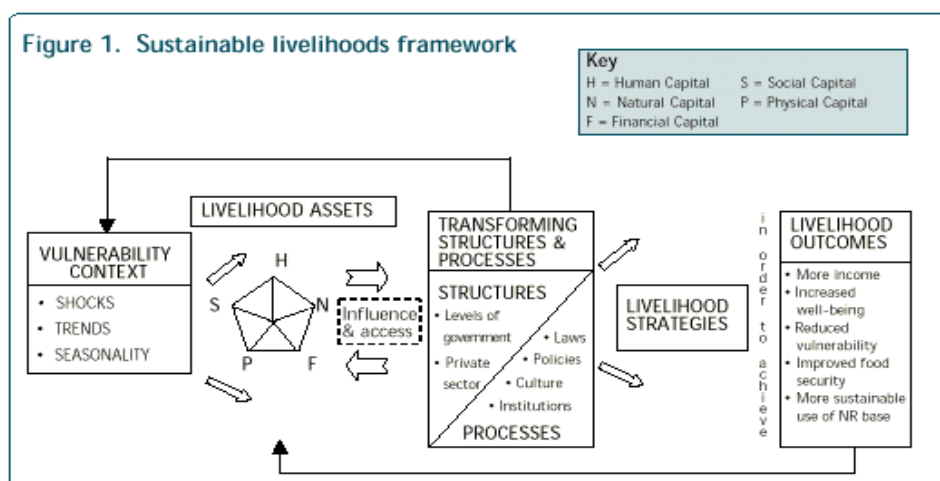 Figure 1. Sustainable livelihoods framework
Key
H = Human Capital S = Social Capital
N = Natural Capital P = Physical Capital
F = Financial Capital
LIVELIHOOD ASSETS
VULNERABILITY
CONTEXT
• SHOCKS
• TRENDS
• SEASONALITY
H
S
N
P
F
Influence
& access
TRANSFORMING
STRUCTURES &
PROCESSES
STRUCTURES
• Levels of
government
• Private
sector
• Laws
• Policies
• Culture
• Institutions
PROCESSES
LIVELIHOOD
STRATEGIES
in order to achieve
LIVELIHOOD
OUTCOMES
• More income
• Increased
well-being
• Reduced
vulnerability
• Improved food
security
• More sustainable
use of NR base